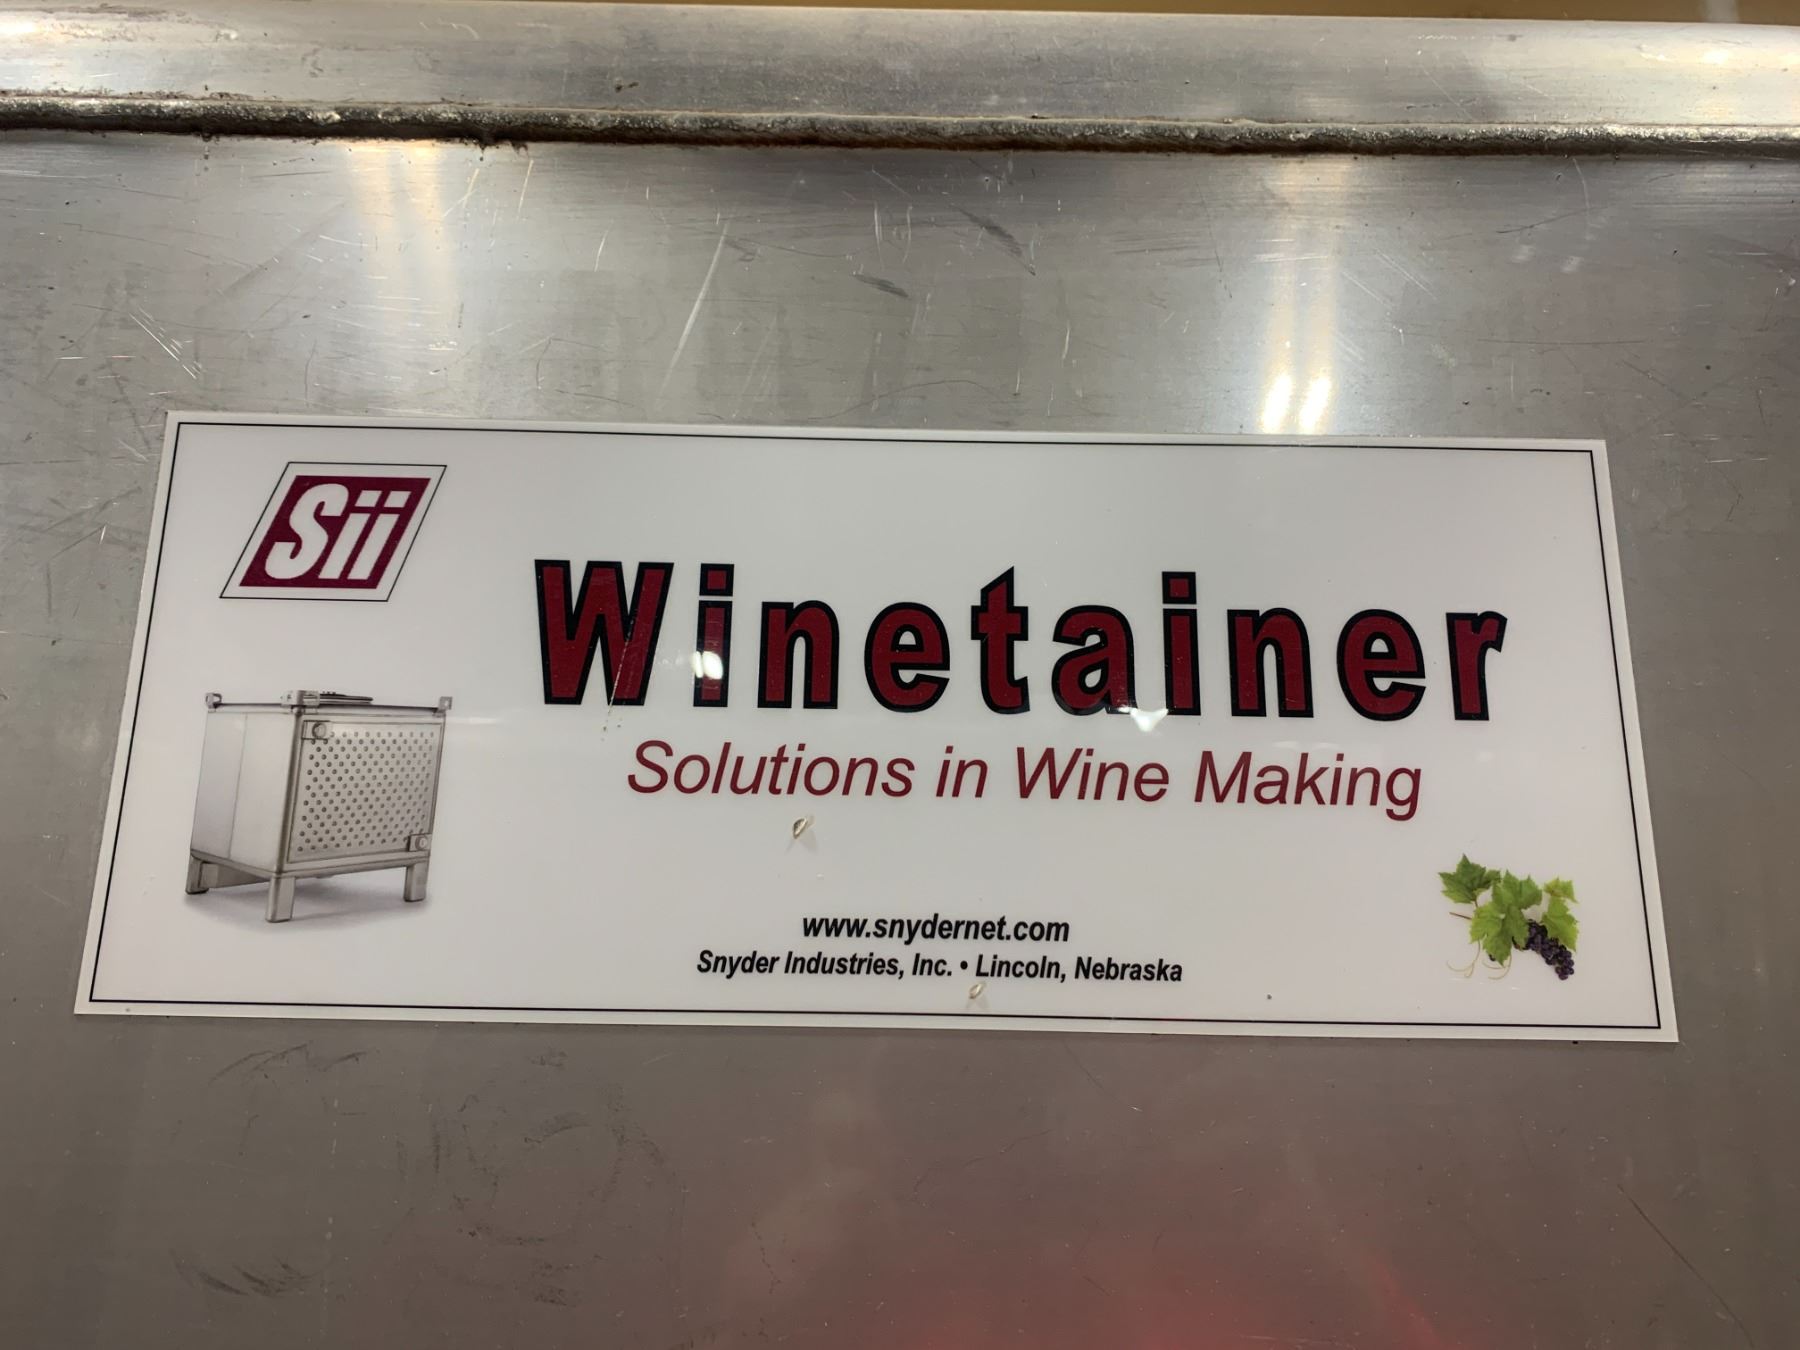 Sii
Winetainer
Solutions in Wine Making
www.snydernet.com
Snyder Industries, Inc. • Lincoln, Nebraska